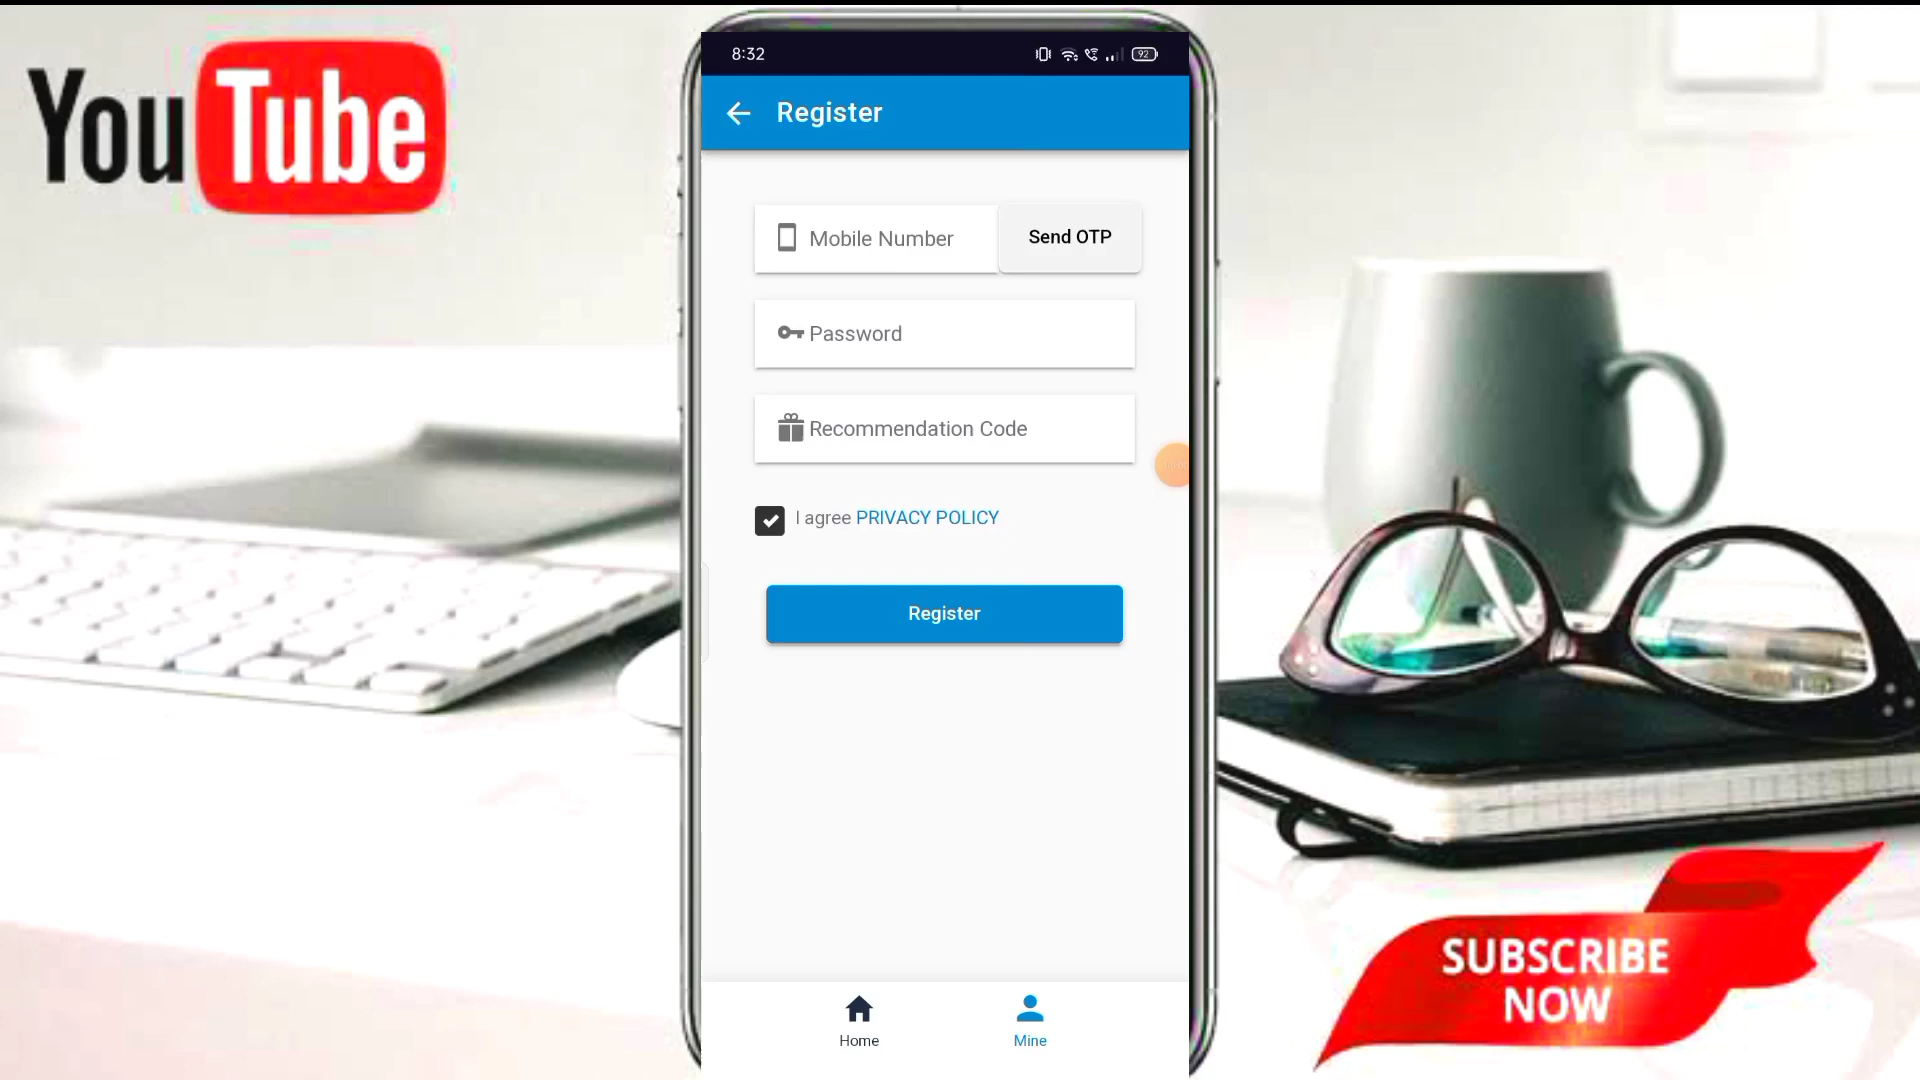 YouTube
8:32
92
Register
Mobile Number
Send OTP
Password
Recommendation Code
I agree PRIVACY POLICY
Register
Home
Mine
SUBSCRIBE
NOW